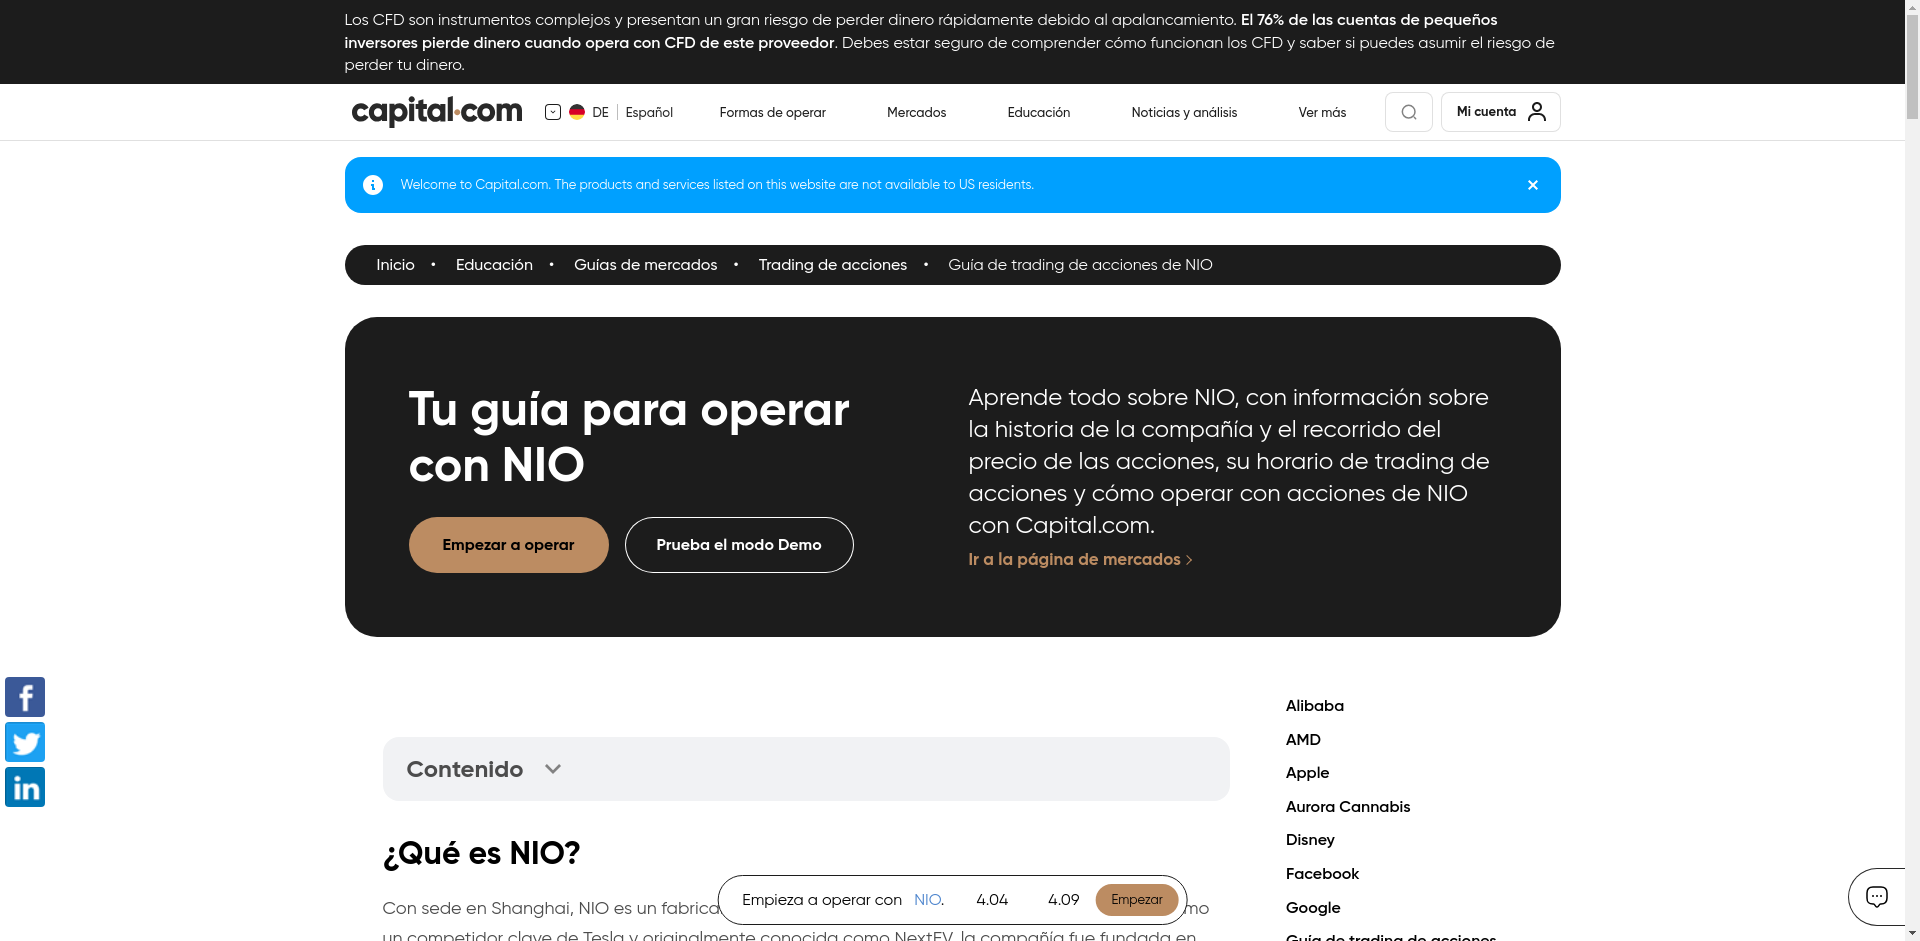 Los CFD son instrumentos complejos y presentan un gran riesgo de perder dinero rápidamente debido al apalancamiento. El 76% de las cuentas de pequeños
inversores pierde dinero cuando opera con CFD de este proveedor. Debes estar seguro de comprender cómo funcionan los CFD y saber si puedes asumir el riesgo de
perder tu dinero.
capital.com
DE
Español
Formas de operar
Mercados
Educación
Noticias y análisis
Ver más
Mi cuenta
Welcome to Capital.com. The products and services listed on this website are not available to US residents.
Inicio • Educación • Guías de mercados • Trading de acciones • Guía de trading de acciones de NIO
Tu guía para operar
con NIO
Empezar a operar
Prueba el modo Demo
Aprende todo sobre NIO, con información sobre
la historia de la compañía y el recorrido del
precio de las acciones, su horario de trading de
acciones y cómo operar con acciones de NIO
con Capital.com.
Ir a la página de mercados
Contenido
¿Qué es NIO?
Con sede en Shanghai, NIO es un fabrica
un competidor clave de Tesla y originalmente conocida como NextEV, la compañía fue fundada en
Empieza a operar con NIO. 4.04 4.09 Empezar
Alibaba
AMD
Apple
Aurora Cannabis
Disney
Facebook
Google
Guía de trading de acciones